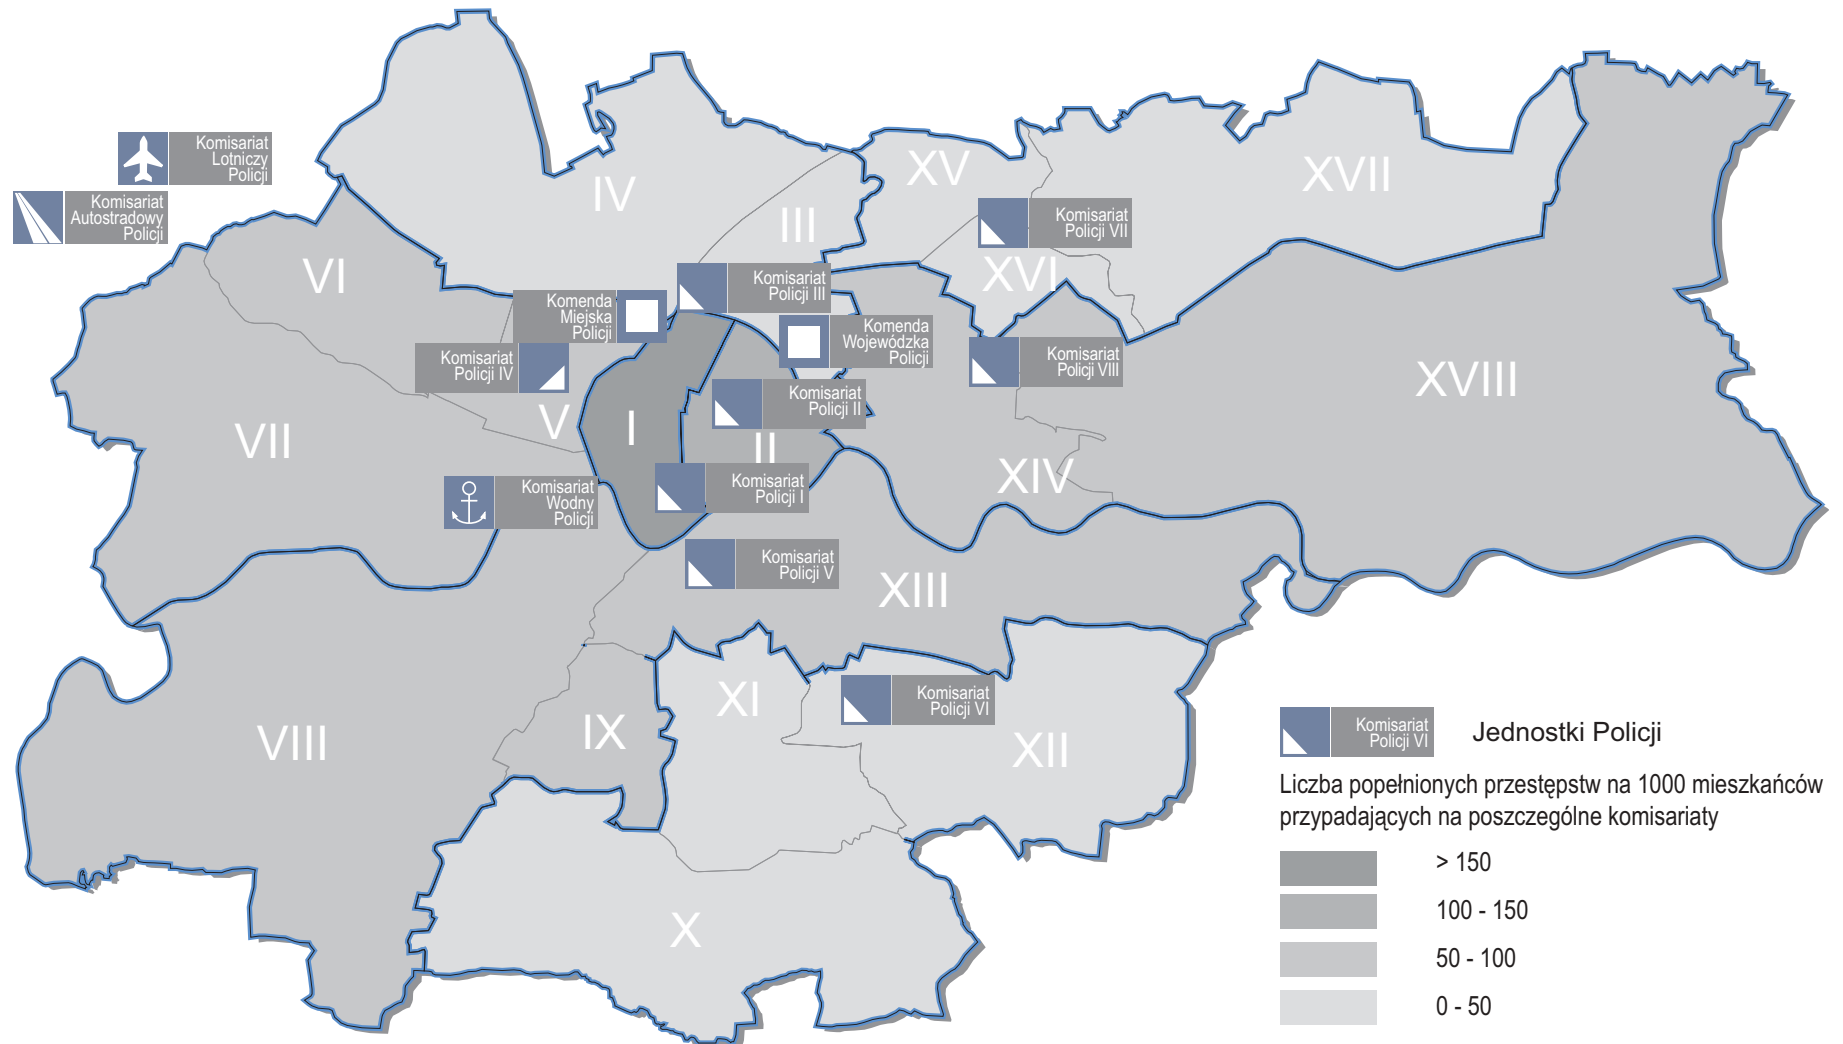 Komisariat
Lotniczy
Policji
Komisariat
Autostradowy
Policji
IV
XV
XVII
III
Komisariat
Policji VII
VI
XVI
Komisariat
Policji III
Komenda
Miejska
Policji
Komenda
Wojewódzka
Policji
Komisariat
Policji IV
Komisariat
Policji VIII
XVIII
Komisariat
Policji II
V
I
II
VII
XIV
Komisariat
Policji I
Komisariat
Wodny
Policji
Komisariat
Policji V
XIII
XI
Komisariat
Policji VI
IX
VIII
XII
X
Komisariat
Policji VI
Jednostki Policji
Liczba popełnionych przestępstw na 1000 mieszkańców
przypadających na poszczególne komisariaty
> 150
100 - 150
50 - 100
0 - 50